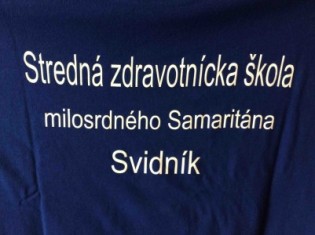 Stredná zdravotnícka škola
milosrdného Samaritána
Svidník